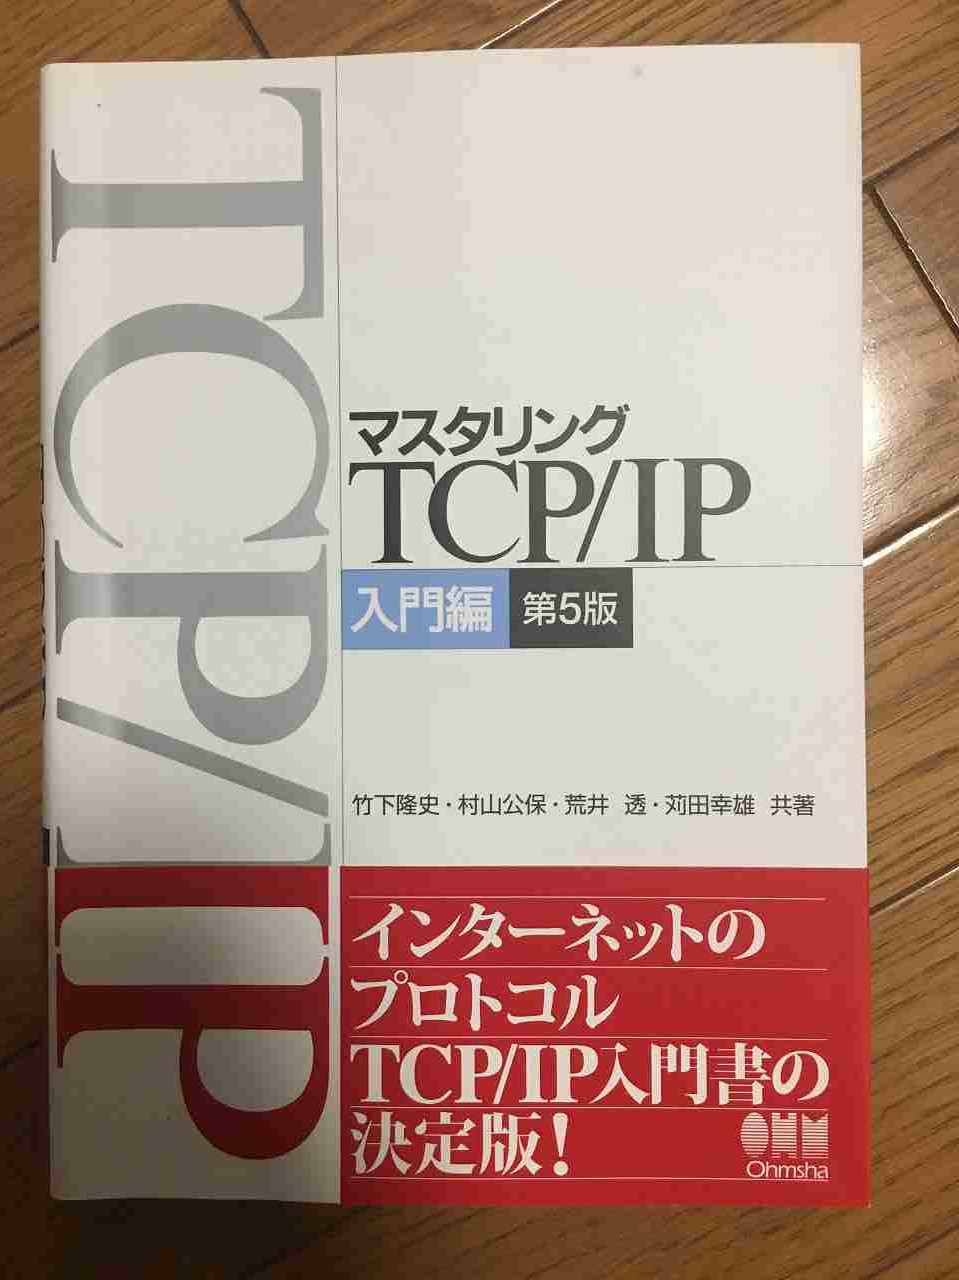 TCP/IP
マスタリング
TCP/IP
入門編 第5版
竹下隆史・村山公保・荒井 透・苅田幸雄 共著
インターネットの
プロトコル
TCP/IP入門書の
決定版!
OHM
Ohmsha